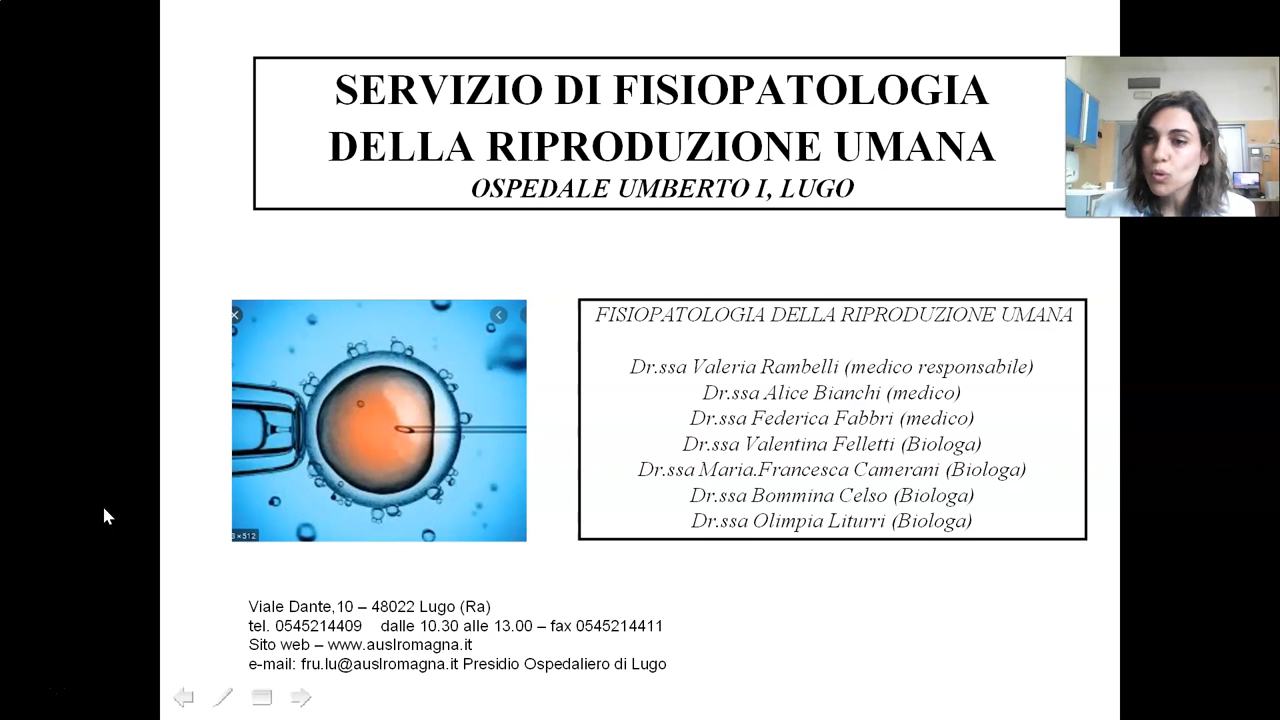 SERVIZIO DI FISIOPATOLOGIA
DELLA RIPRODUZIONE UMANA
OSPEDALE UMBERTO I, LUGO
FISIOPATOLOGIA DELLA RIPRODUZIONE UMANA
Dr.ssa Valeria Rambelli (medico responsabile)
Dr.ssa Alice Bianchi (medico)
Dr.ssa Federica Fabbri (medico)
Dr.ssa Valentina Felletti (Biologa)
Dr.ssa Maria.Francesca Camerani (Biologa)
Dr.ssa Bommina Celso (Biologa)
Dr.ssa Olimpia Liturri (Biologa)
Viale Dante,10 – 48022 Lugo (Ra)
tel. 0545214409 dalle 10.30 alle 13.00 – fax 0545214411
Sito web – www.auslromagna.it
e-mail: fru.lu@auslromagna.it Presidio Ospedaliero di Lugo